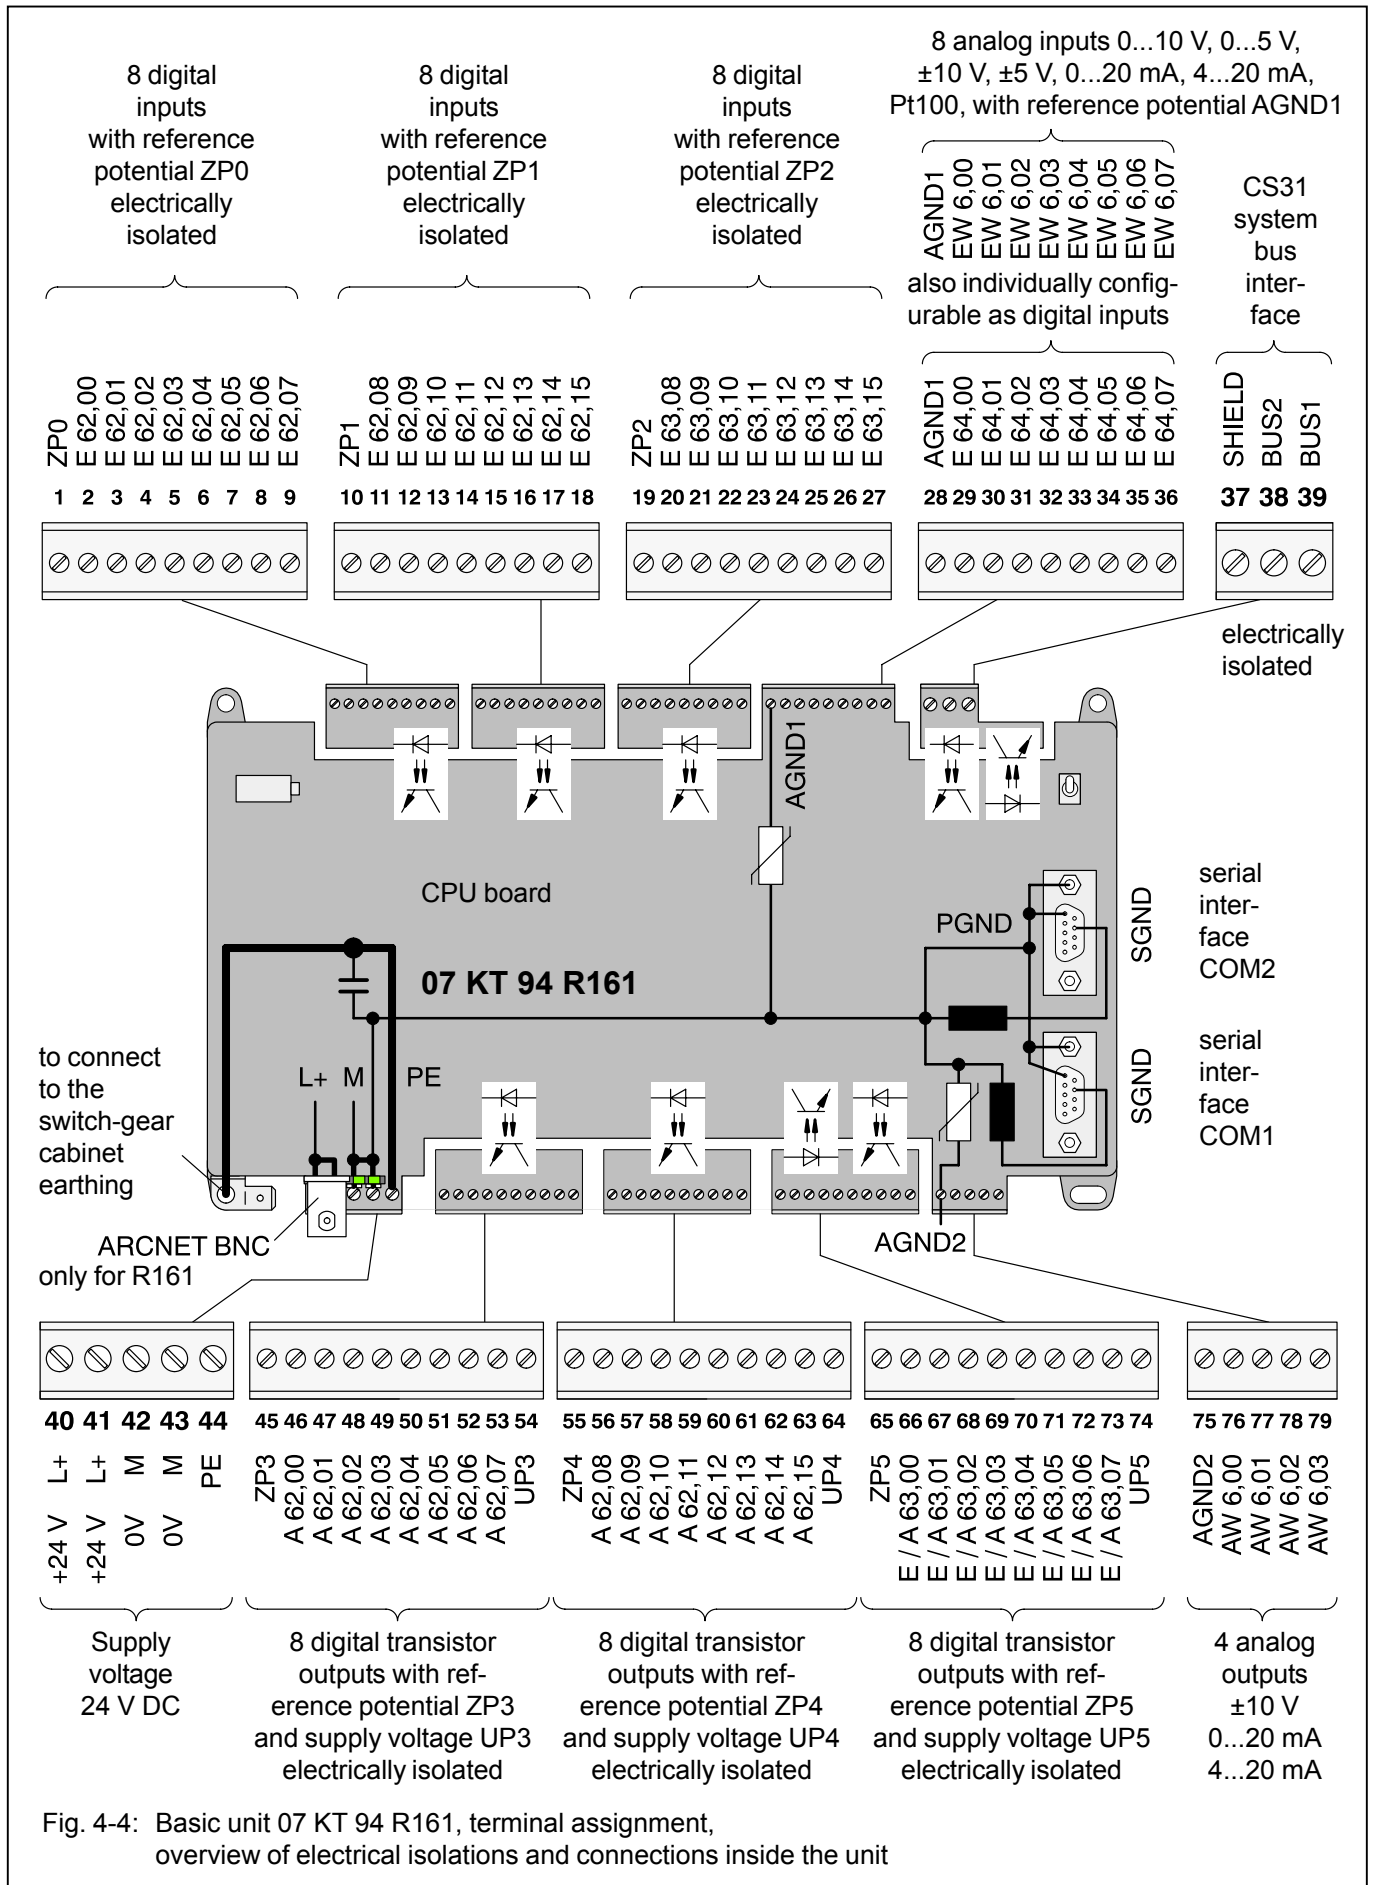 8 digital
inputs
with reference
potential ZP0
electrically
isolated
8 digital
inputs
with reference
potential ZP1
electrically
isolated
8 digital
inputs
with reference
potential ZP2
electrically
isolated
8 analog inputs 0...10 V, 0...5 V,
±10 V, ±5 V, 0...20 mA, 4...20 mA,
Pt100, with reference potential AGND1
AGND1
EW 6,00
EW 6,01
EW 6,02
EW 6,03
EW 6,04
EW 6,05
EW 6,06
EW 6,07
also individually config-
urable as digital inputs
CS31
system
bus
inter-
face
ZP0
E 62,00
E 62,01
E 62,02
E 62,03
E 62,04
E 62,05
E 62,06
E 62,07
ZP1
E 62,08
E 62,09
E 62,10
E 62,11
E 62,12
E 62,13
E 62,14
E 62,15
ZP2
E 63,08
E 63,09
E 63,10
E 63,11
E 63,12
E 63,13
E 63,14
E 63,15
AGND1
E 64,00
E 64,01
E 64,02
E 64,03
E 64,04
E 64,05
E 64,06
E 64,07
SHIELD
BUS2
BUS1
1 2 3 4 5 6 7 8 9
10 11 12 13 14 15 16 17 18
19 20 21 22 23 24 25 26 27
28 29 30 31 32 33 34 35 36
37 38 39
electrically
isolated
AGND1
CPU board
07 KT 94 R161
PGND
SGND
serial
inter-
face
COM2
SGND
serial
inter-
face
COM1
to connect
to the
switch-gear
cabinet
earthing
L+ M PE
ARCNET BNC
only for R161
AGND2
40 41 42 43 44
45 46 47 48 49 50 51 52 53 54
55 56 57 58 59 60 61 62 63 64
65 66 67 68 69 70 71 72 73 74
75 76 77 78 79
+24 V L+
+24 V L+
0V M
0V M
PE
ZP3
A 62,00
A 62,01
A 62,02
A 62,03
A 62,04
A 62,05
A 62,06
A 62,07
UP3
ZP4
A 62,08
A 62,09
A 62,10
A 62,11
A 62,12
A 62,13
A 62,14
A 62,15
UP4
ZP5
E / A 63,00
E / A 63,01
E / A 63,02
E / A 63,03
E / A 63,04
E / A 63,05
E / A 63,06
E / A 63,07
UP5
AGND2
AW 6,00
AW 6,01
AW 6,02
AW 6,03
Supply
voltage
24 V DC
8 digital transistor
outputs with ref-
erence potential ZP3
and supply voltage UP3
electrically isolated
8 digital transistor
outputs with ref-
erence potential ZP4
and supply voltage UP4
electrically isolated
8 digital transistor
outputs with ref-
erence potential ZP5
and supply voltage UP5
electrically isolated
4 analog
outputs
±10 V
0...20 mA
4...20 mA
Fig. 4-4: Basic unit 07 KT 94 R161, terminal assignment,
overview of electrical isolations and connections inside the unit